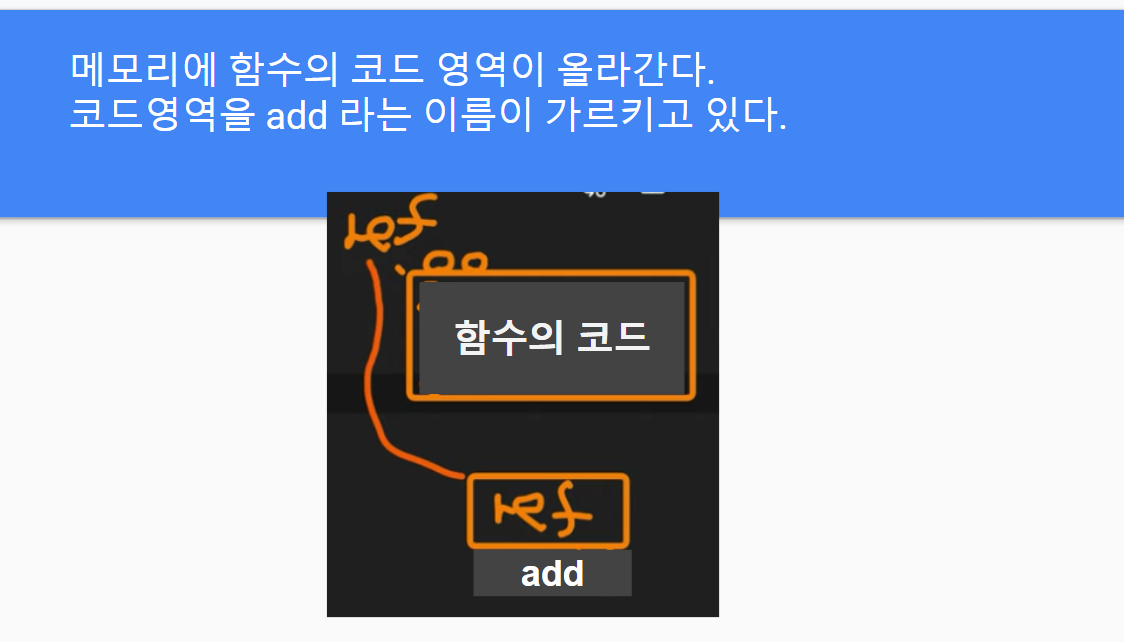 메모리에 함수의 코드 영역이 올라간다.
코드영역을 add 라는 이름이 가르키고 있다.
ref
함수의 코드
ref
add